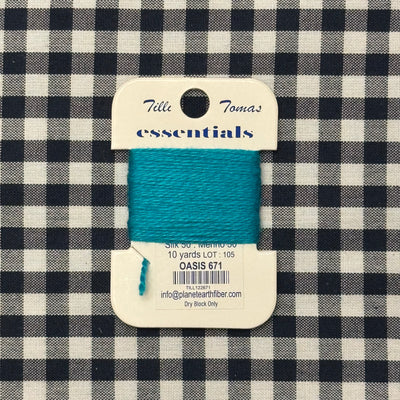 Tilli Tomas
essentials
Silk 50 : Merino 50
10 yards LOT : 105
OASIS 671
TILL122671
info@planetearthfiber.com
Dry Block Only